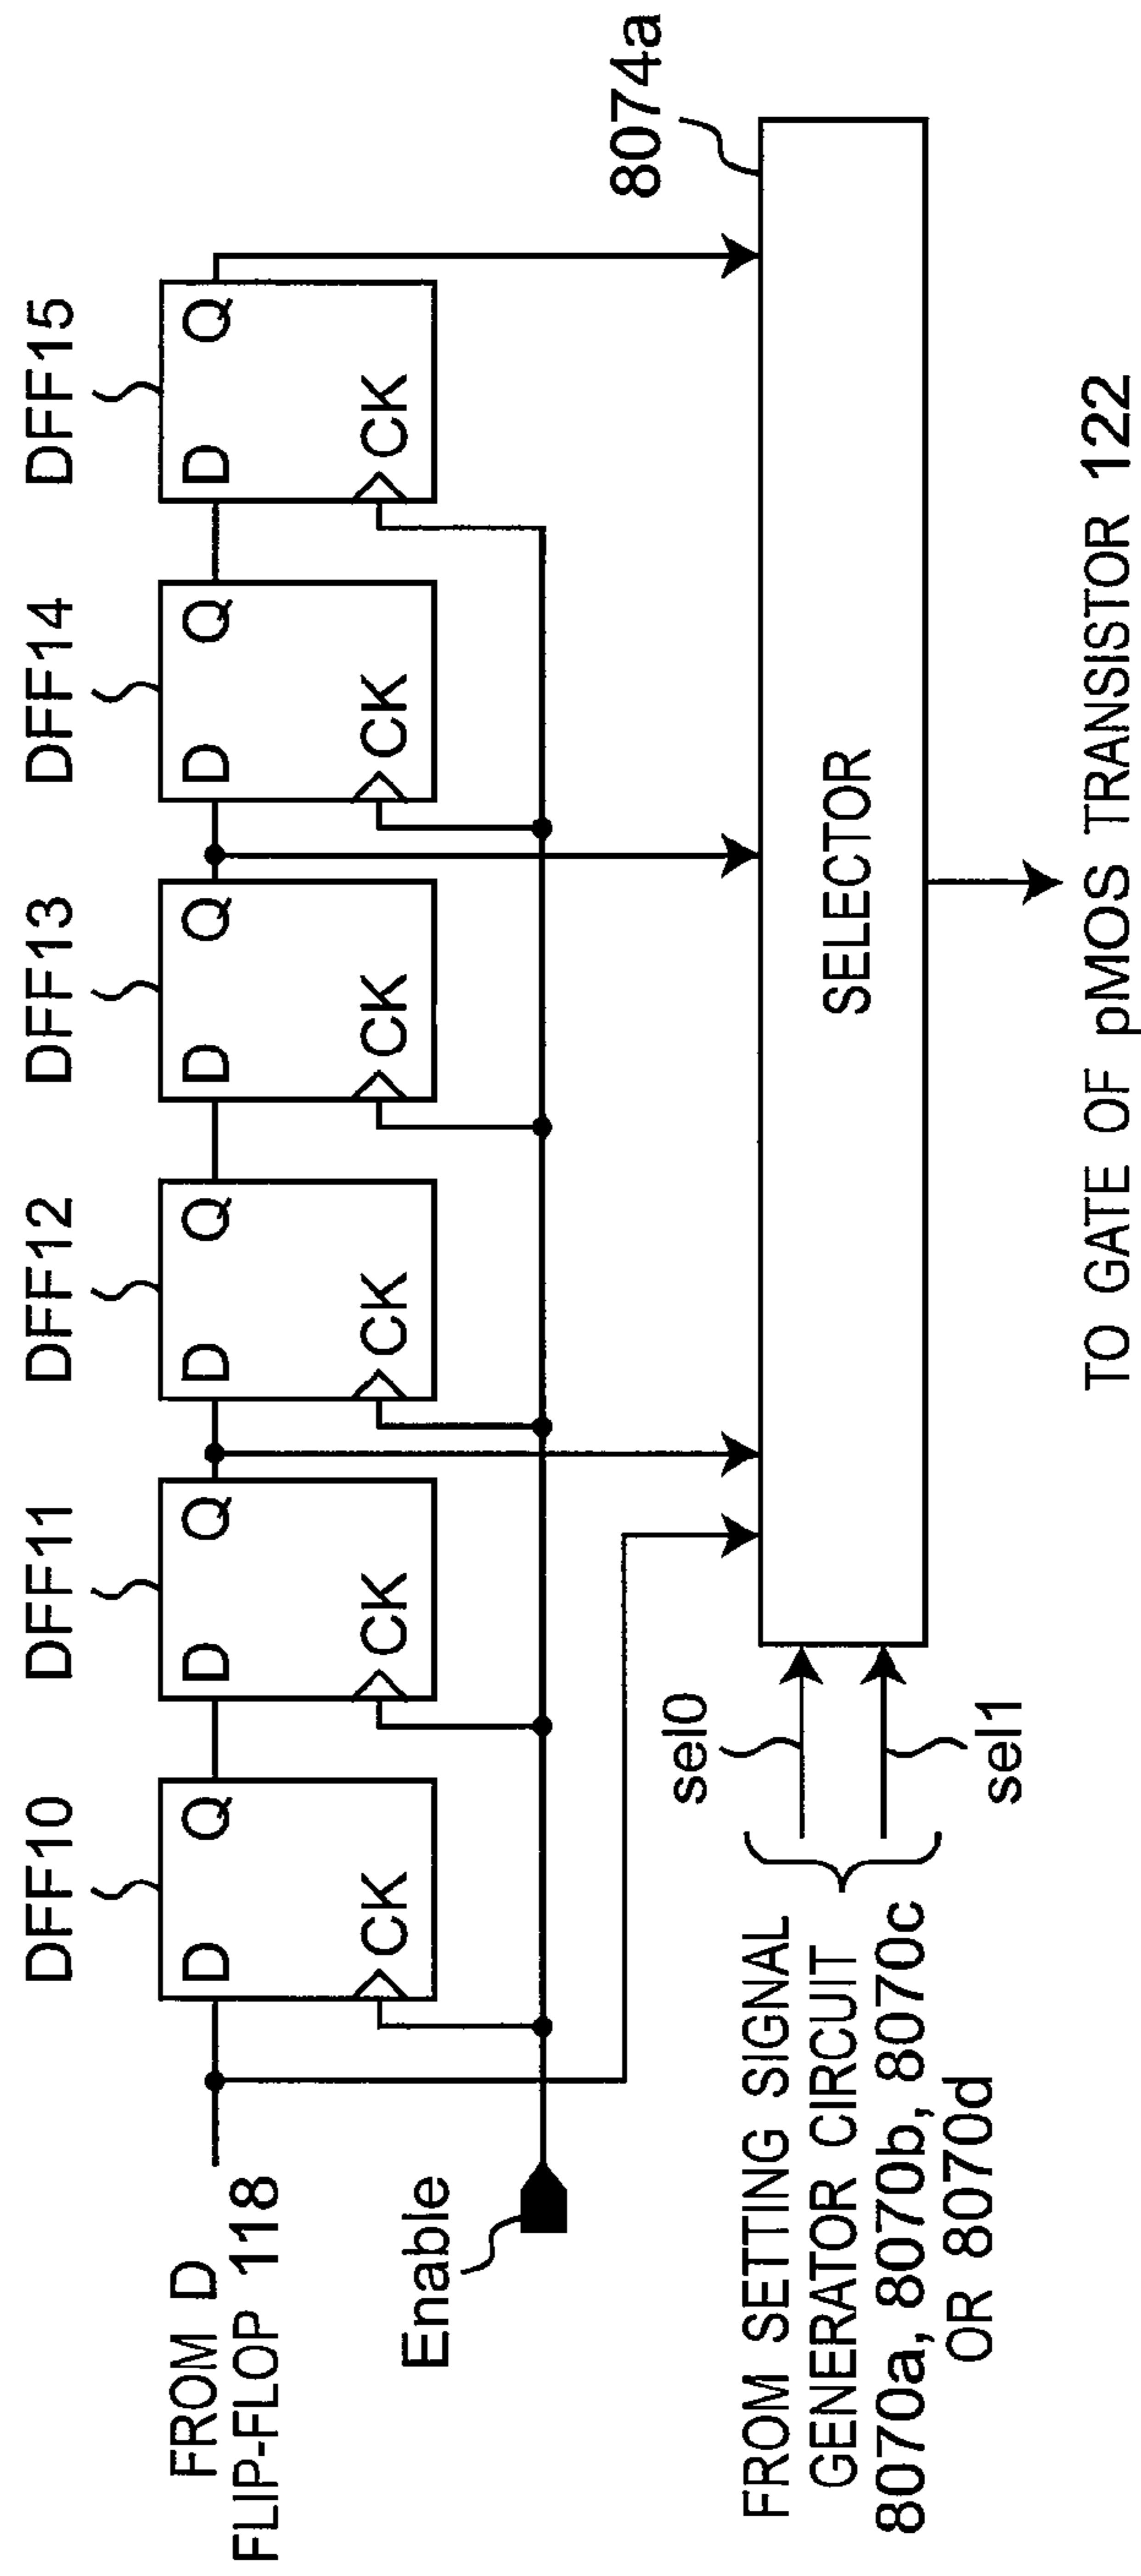 DFF10 DFF11 DFF12 DFF13 DFF14 DFF15
D Q D Q D Q D Q D Q D Q
FROM D
FLIP-FLOP 118
CK CK CK CK CK CK
Enable
8074a
sel0
SELECTOR
sel1
FROM SETTING SIGNAL
GENERATOR CIRCUIT
8070a, 8070b, 8070c
OR 8070d
TO GATE OF pMOS TRANSISTOR 122